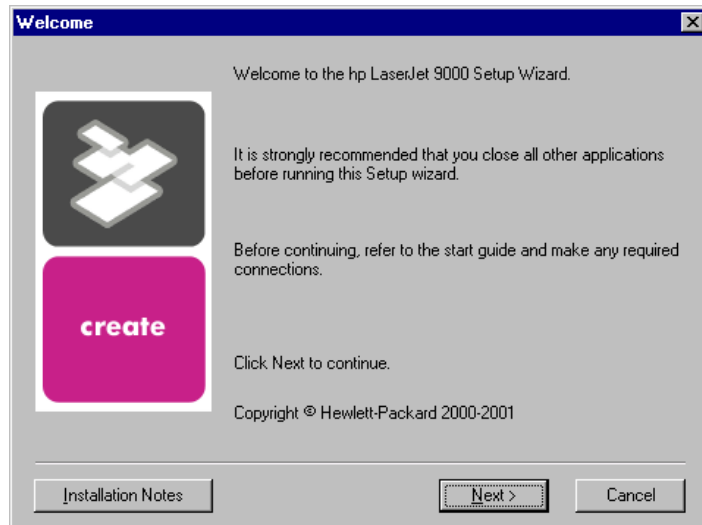 Welcome
Welcome to the hp LaserJet 9000 Setup Wizard.
It is strongly recommended that you close all other applications
before running this Setup wizard.
Before continuing, refer to the start guide and make any required
connections.
create
Click Next to continue.
Copyright © Hewlett-Packard 2000-2001
Installation Notes
Next >
Cancel